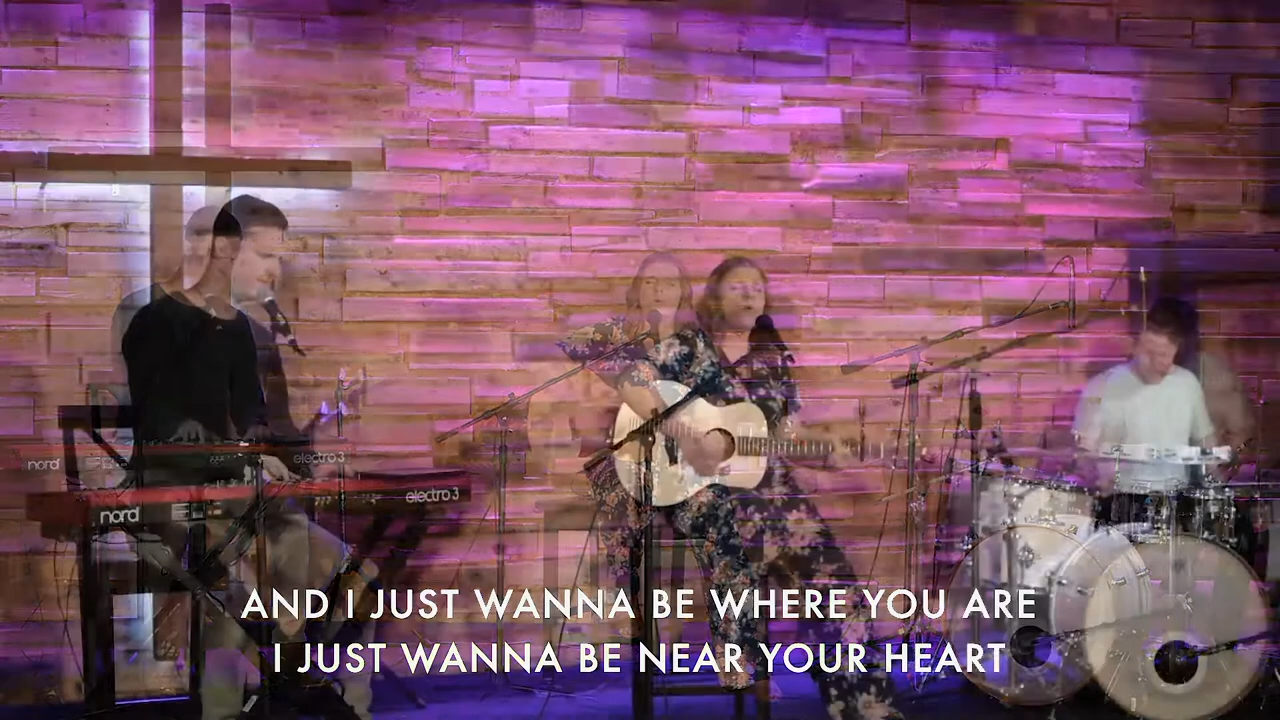 nord electro 3
nord electro 3
AND I JUST WANNA BE WHERE YOU ARE
I JUST WANNA BE NEAR YOUR HEART